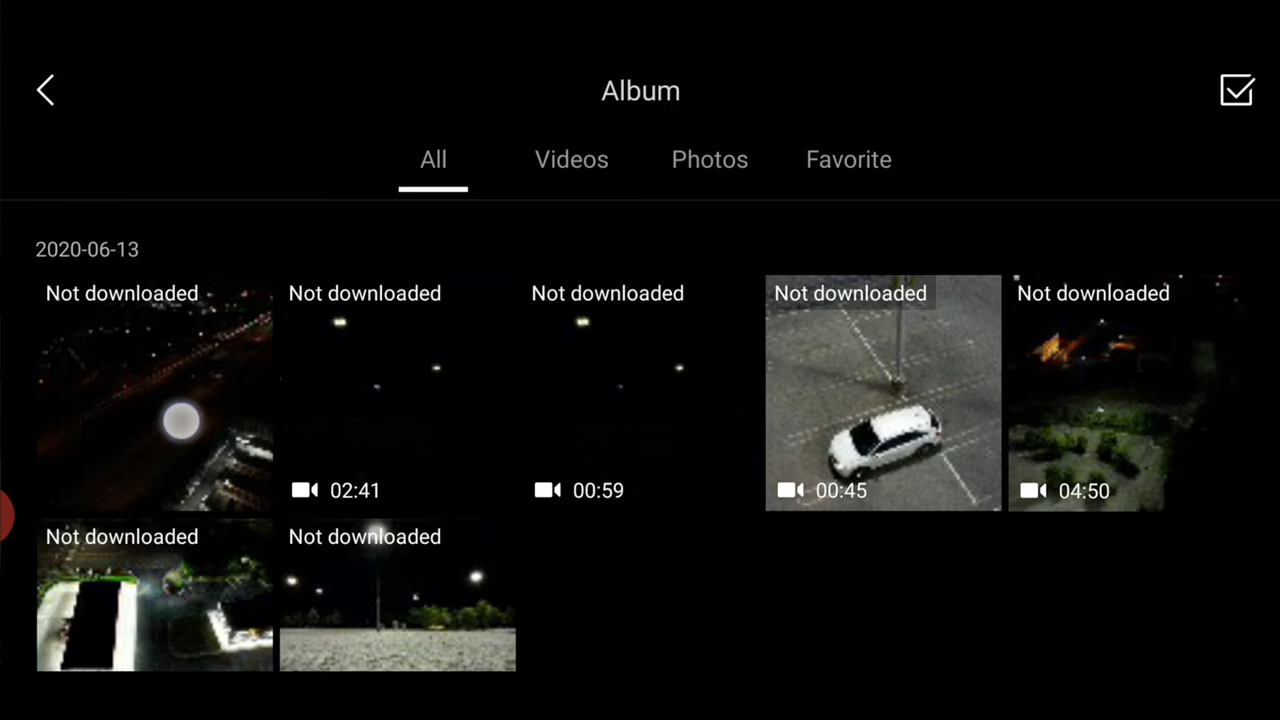 Album
All Videos Photos Favorite
2020-06-13
Not downloaded Not downloaded Not downloaded Not downloaded Not downloaded
02:41 00:59 00:45 04:50
Not downloaded Not downloaded